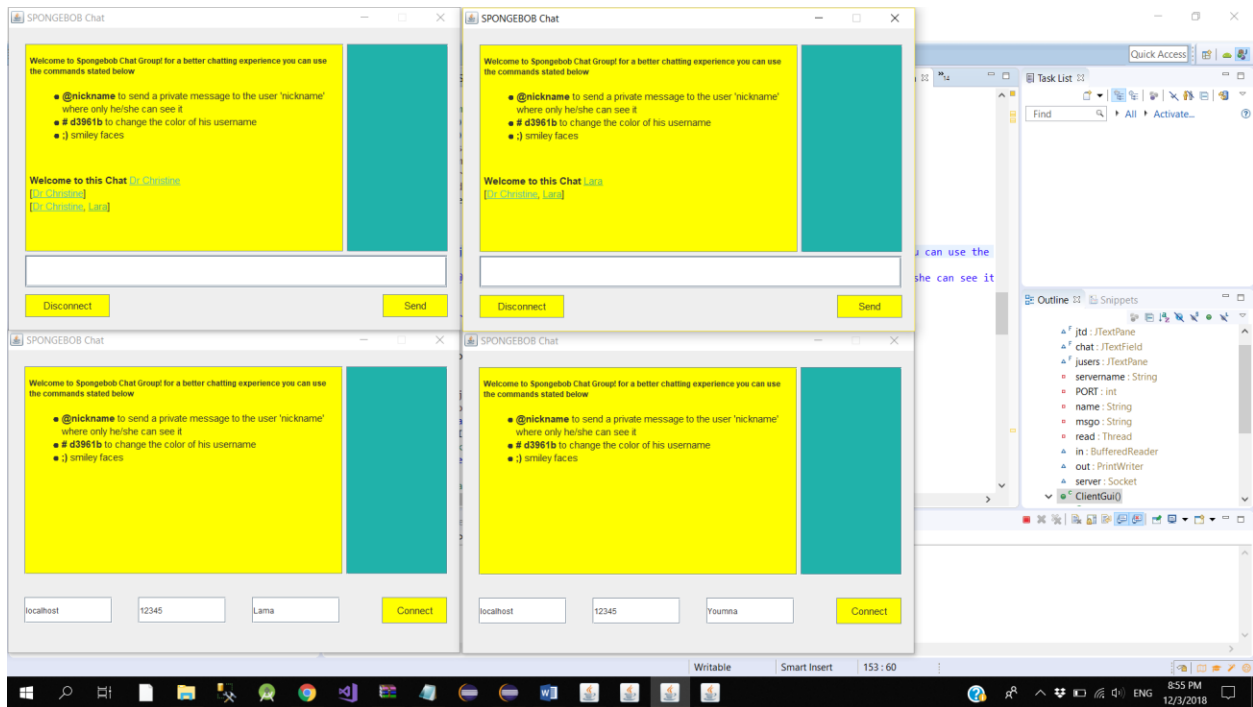 SPONGEBOB Chat
Welcome to Spongebob Chat Group! for a better chatting experience you can use
the commands stated below
@nickname to send a private message to the user 'nickname'
where only he/she can see it
# d3961b to change the color of his username
;) smiley faces
Welcome to this Chat Dr Christine
[Dr Christine]
[Dr Christine, Lara]
Disconnect
Send
SPONGEBOB Chat
Welcome to Spongebob Chat Group! for a better chatting experience you can use
the commands stated below
@nickname to send a private message to the user 'nickname'
where only he/she can see it
# d3961b to change the color of his username
;) smiley faces
Welcome to this Chat Lara
[Dr Christine, Lara]
Disconnect
Send
SPONGEBOB Chat
Welcome to Spongebob Chat Group! for a better chatting experience you can use
the commands stated below
@nickname to send a private message to the user 'nickname'
where only he/she can see it
# d3961b to change the color of his username
;) smiley faces
localhost
12345
Lama
Connect
SPONGEBOB Chat
Welcome to Spongebob Chat Group! for a better chatting experience you can use
the commands stated below
@nickname to send a private message to the user 'nickname'
where only he/she can see it
# d3961b to change the color of his username
;) smiley faces
localhost
12345
Youmna
Connect
Quick Access
Task List
Find
All
Activate...
can use the
she can see it
Outline
Snippets
jtd : JTextPane
chat : JTextField
jusers : JTextPane
servername : String
PORT : int
name : String
msgo : String
read : Thread
in : BufferedReader
out : PrintWriter
server : Socket
ClientGui()
Writable
Smart Insert
153 : 60
ENG
8:55 PM
12/3/2018